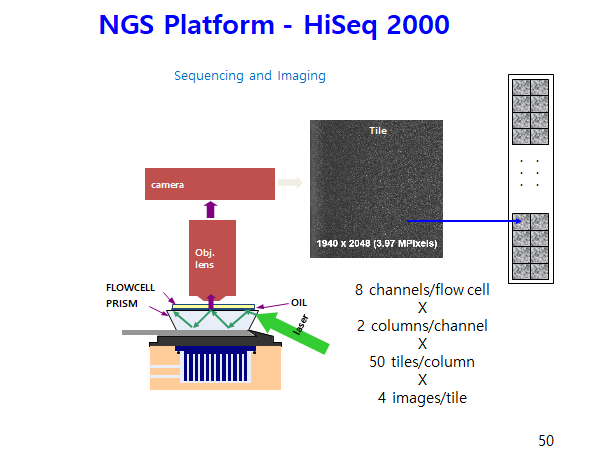 NGS Platform - HiSeq 2000
Sequencing and Imaging
Tile
camera
1940 x 2048 (3.97 MPixels)
Obj.
lens
FLOWCELL
PRISM
OIL
laser
8 channels/flow cell
X
2 columns/channel
X
50 tiles/column
X
4 images/tile
50